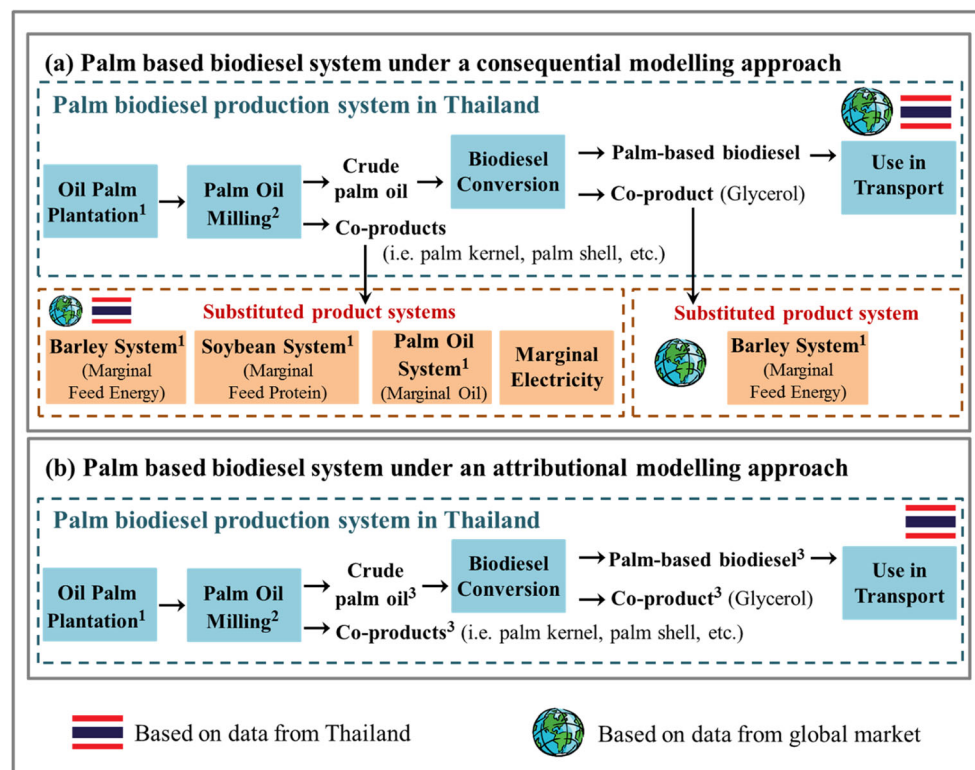 (a) Palm based biodiesel system under a consequential modelling approach
Palm biodiesel production system in Thailand
Oil Palm
Plantation¹
Palm Oil
Milling²
Crude
palm oil
Co-products
(i.e. palm kernel, palm shell, etc.)
Biodiesel
Conversion
Palm-based biodiesel
Co-product (Glycerol)
Use in
Transport
Substituted product systems
Barley System¹
(Marginal
Feed Energy)
Soybean System¹
(Marginal
Feed Protein)
Palm Oil
System¹
(Marginal Oil)
Marginal
Electricity
Substituted product system
Barley System¹
(Marginal
Feed Energy)
(b) Palm based biodiesel system under an attributional modelling approach
Palm biodiesel production system in Thailand
Oil Palm
Plantation¹
Palm Oil
Milling²
Crude
palm oil³
Co-products³ (i.e. palm kernel, palm shell, etc.)
Biodiesel
Conversion
Palm-based biodiesel³
Co-product³ (Glycerol)
Use in
Transport
Based on data from Thailand
Based on data from global market